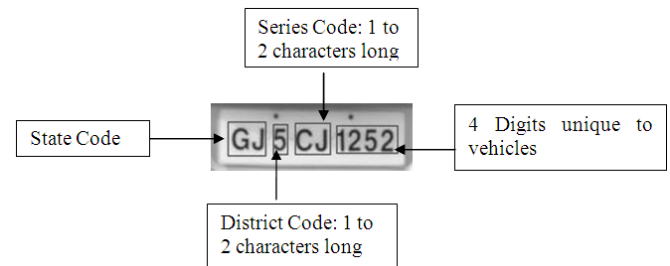 Series Code: 1 to
2 characters long
State Code
GJ 5 CJ 1252
4 Digits unique to
vehicles
District Code: 1 to
2 characters long